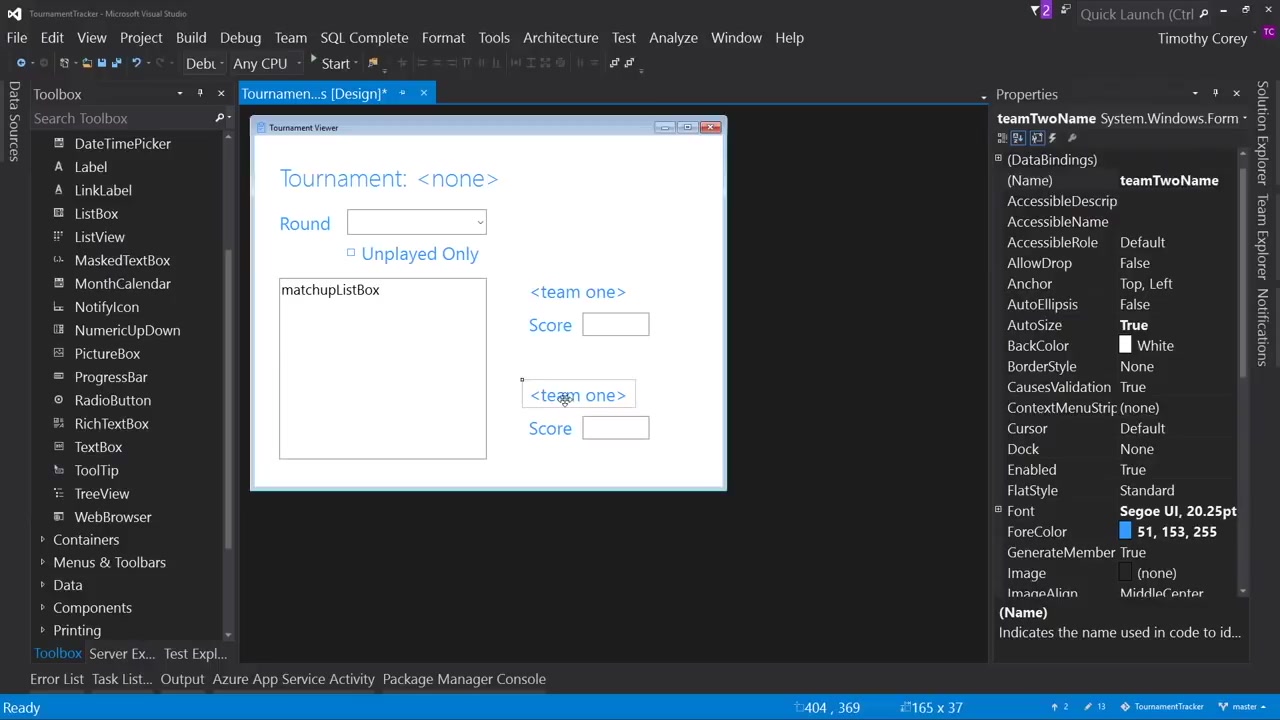 TournamentTracker - Microsoft Visual Studio
2
Quick Launch (Ctrl
File Edit View Project Build Debug Team SQL Complete Format Tools Architecture Test Analyze Window Help
Timothy Corey
TC
Debu
Any CPU
Start
Data Sources
Toolbox
Search Toolbox
DateTimePicker
Label
LinkLabel
ListBox
ListView
MaskedTextBox
MonthCalendar
NotifyIcon
NumericUpDown
PictureBox
ProgressBar
RadioButton
RichTextBox
TextBox
ToolTip
TreeView
WebBrowser
Containers
Menus & Toolbars
Data
Components
Printing
Toolbox Server Ex... Test Expl...
Tournamen...s [Design]*
Tournament Viewer
Tournament: <none>
Round
Unplayed Only
matchupListBox
<team one>
Score
<team one>
Score
Properties
teamTwoName System.Windows.Form
(DataBindings)
(Name) teamTwoName
AccessibleDescrip
AccessibleName
AccessibleRole Default
AllowDrop False
Anchor Top, Left
AutoEllipsis False
AutoSize True
BackColor White
BorderStyle None
CausesValidation True
ContextMenuStrip (none)
Cursor Default
Dock None
Enabled True
FlatStyle Standard
Font Segoe UI, 20.25pt
ForeColor 51, 153, 255
GenerateMember True
Image (none)
ImageAlign MiddleCenter
(Name)
Indicates the name used in code to id...
Solution Explorer
Team Explorer
Notifications
Error List Task List... Output Azure App Service Activity Package Manager Console
Ready
404 , 369
165 x 37
2
13
TournamentTracker
master